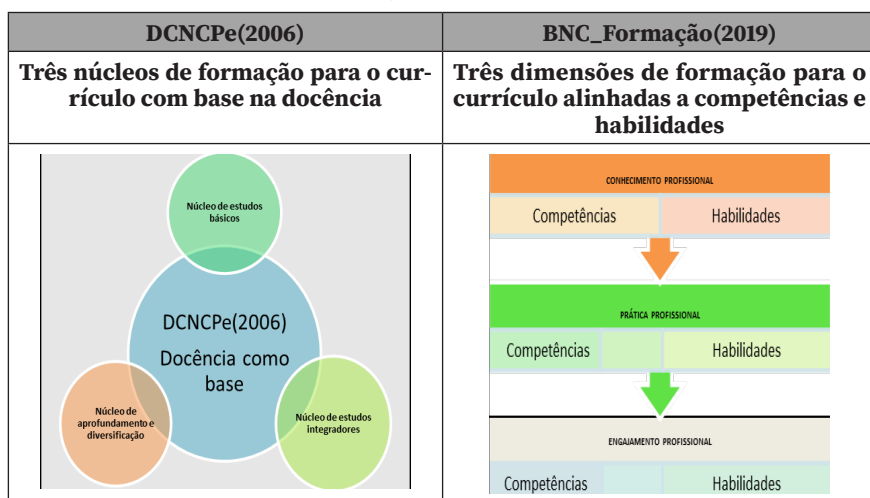 DCNCPe(2006)
BNC_Formação(2019)
Três núcleos de formação para o cur-
rículo com base na docência
Três dimensões de formação para o
currículo alinhadas a competências e
habilidades
Núcleo de estudos
básicos
DCNCPe(2006)
Docência como
base
Núcleo de
aprofundamento e
diversificação
Núcleo de estudos
integradores
CONHECIMENTO PROFISSIONAL
Competências
Habilidades
PRÁTICA PROFISSIONAL
Competências
Habilidades
ENGAJAMENTO PROFISSIONAL
Competências
Habilidades